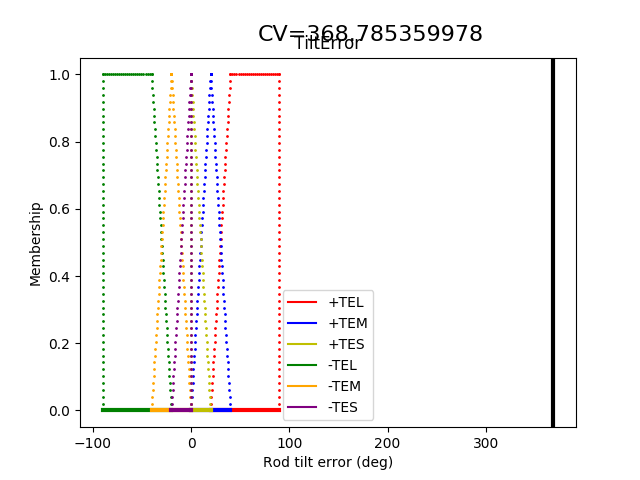 CV=368.785359978
TiltError
1.0
0.8
0.6
0.4
0.2
0.0
Membership
+TEL
+TEM
+TES
-TEL
-TEM
-TES
−100 0 100 200 300
Rod tilt error (deg)